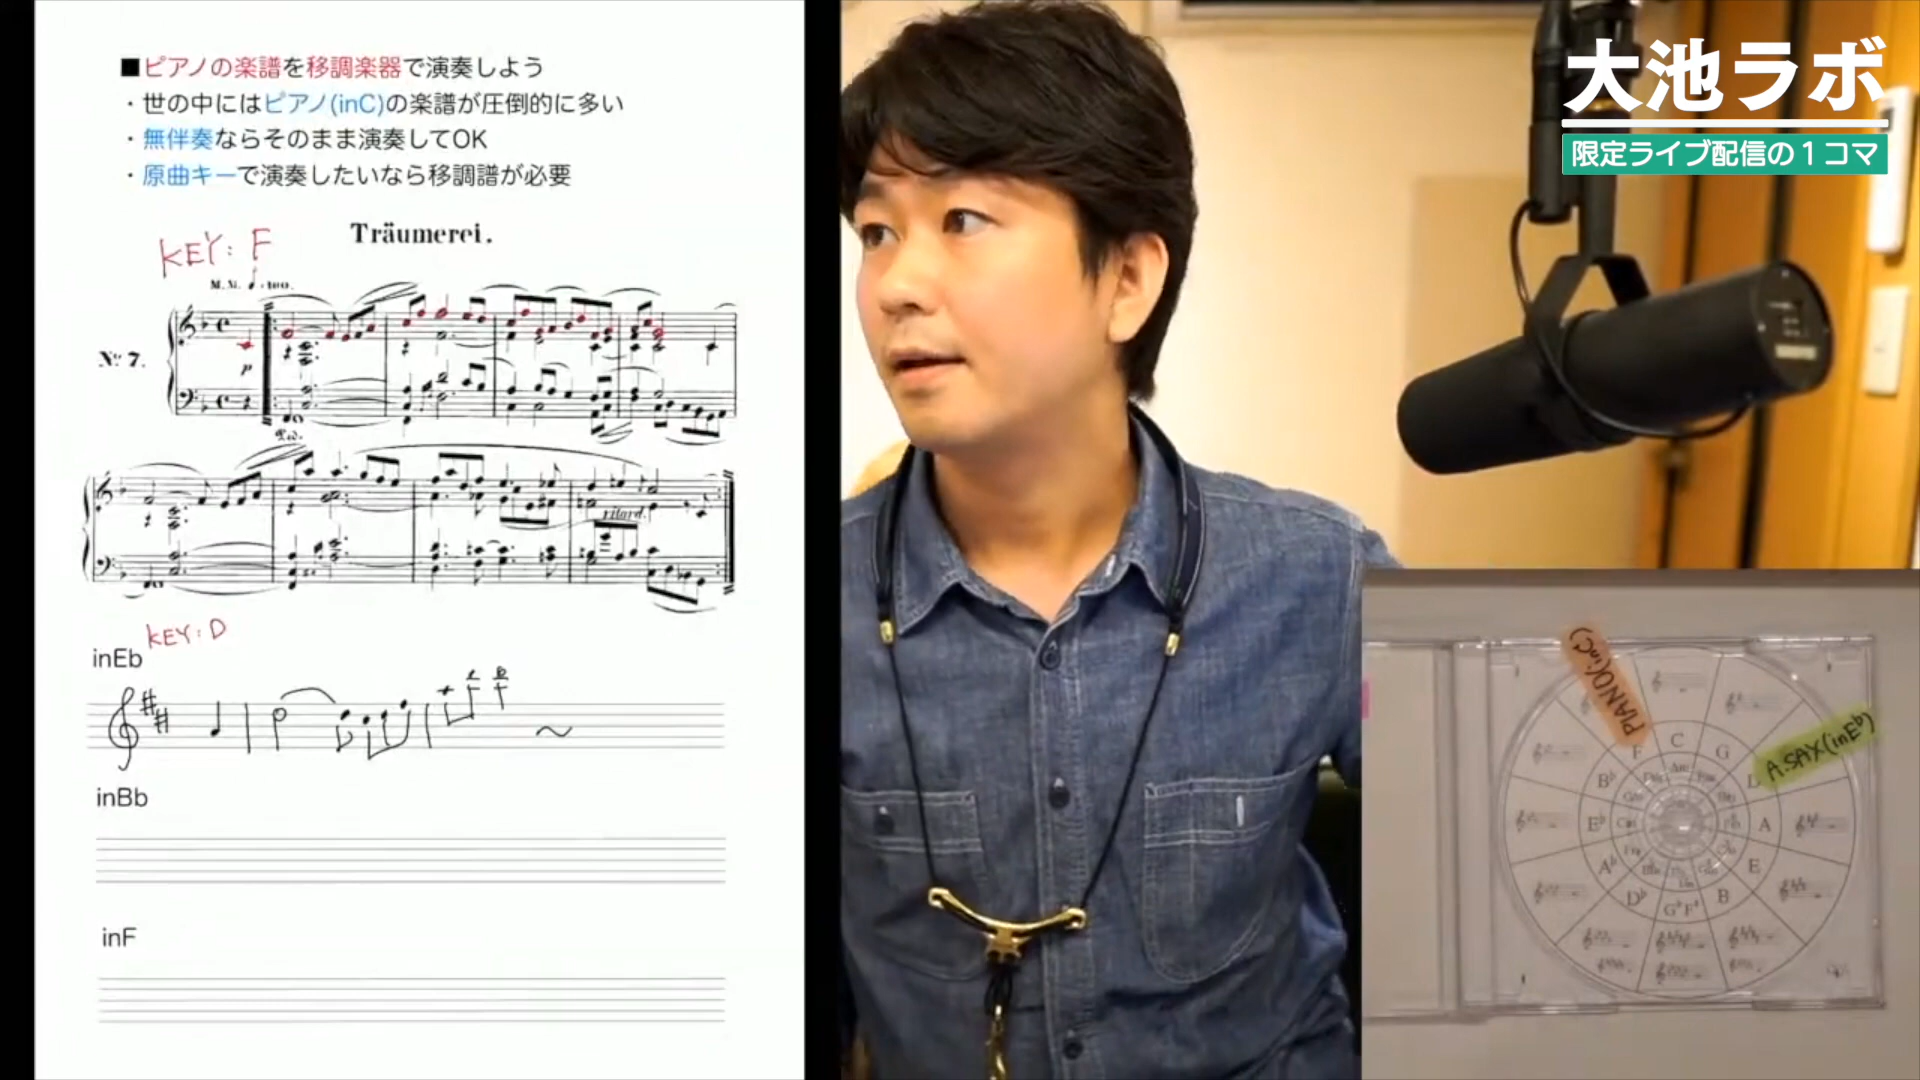 ■ピアノの楽譜を移調楽器で演奏しよう
・世の中にはピアノ(inC)の楽譜が圧倒的に多い
・無伴奏ならそのまま演奏してOK
・原曲キーで演奏したいなら移調譜が必要
KEY: F
Träumerei.
M.M. ♩=100.
Nº 7.
p
Ped.
ritard.
KEY: D
inEb
inBb
inF
大池ラボ
限定ライブ配信の1コマ
PIANO(inC)
A.SAX(inE♭)
F
C
G
D
B♭
E♭
A
A♭
E
D♭
G♭F♯
B